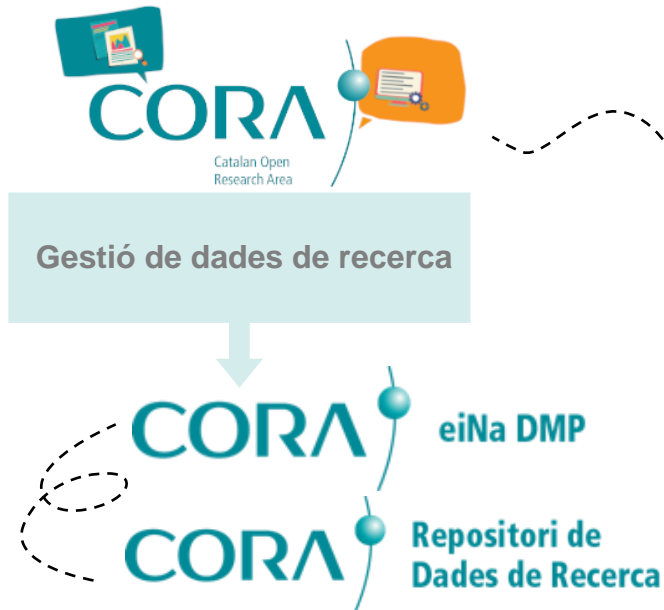 CORA
Catalan Open
Research Area
Gestió de dades de recerca
CORA
eiNa DMP
CORA
Repositori de
Dades de Recerca